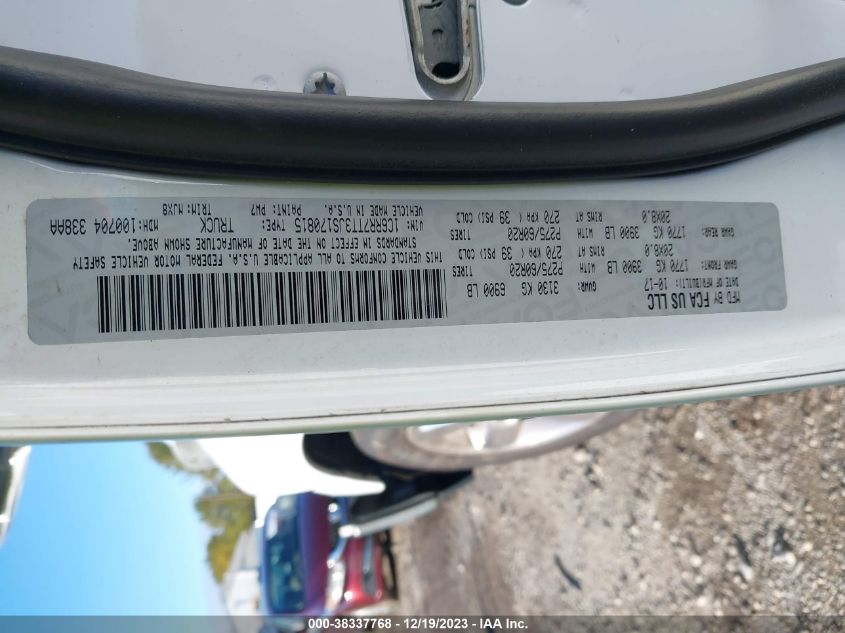 MFD BY FCA US LLC
DATE OF MFR(BUILT): 10-17 GVWR: 3130 KG 6900 LB
GAWR FRONT: 1770 KG 3900 LB WITH P275/60R20 TIRES
20X8.0 RIMS AT 270 KPA ( 39 PSI) COLD
GAWR REAR: 1770 KG 3900 LB WITH P275/60R20 TIRES
20X8.0 RIMS AT 270 KPA ( 39 PSI) COLD
THIS VEHICLE CONFORMS TO ALL APPLICABLE U.S.A. FEDERAL MOTOR VEHICLE SAFETY
STANDARDS IN EFFECT ON THE DATE OF MANUFACTURE SHOWN ABOVE.
VIN: 1C6RR7TT3JS170815 TYPE: TRUCK MDH: 100704 338AA
VEHICLE MADE IN U.S.A. PAINT: PW7 TRIM: MJX8
000-38337768 - 12/19/2023 - IAA Inc.